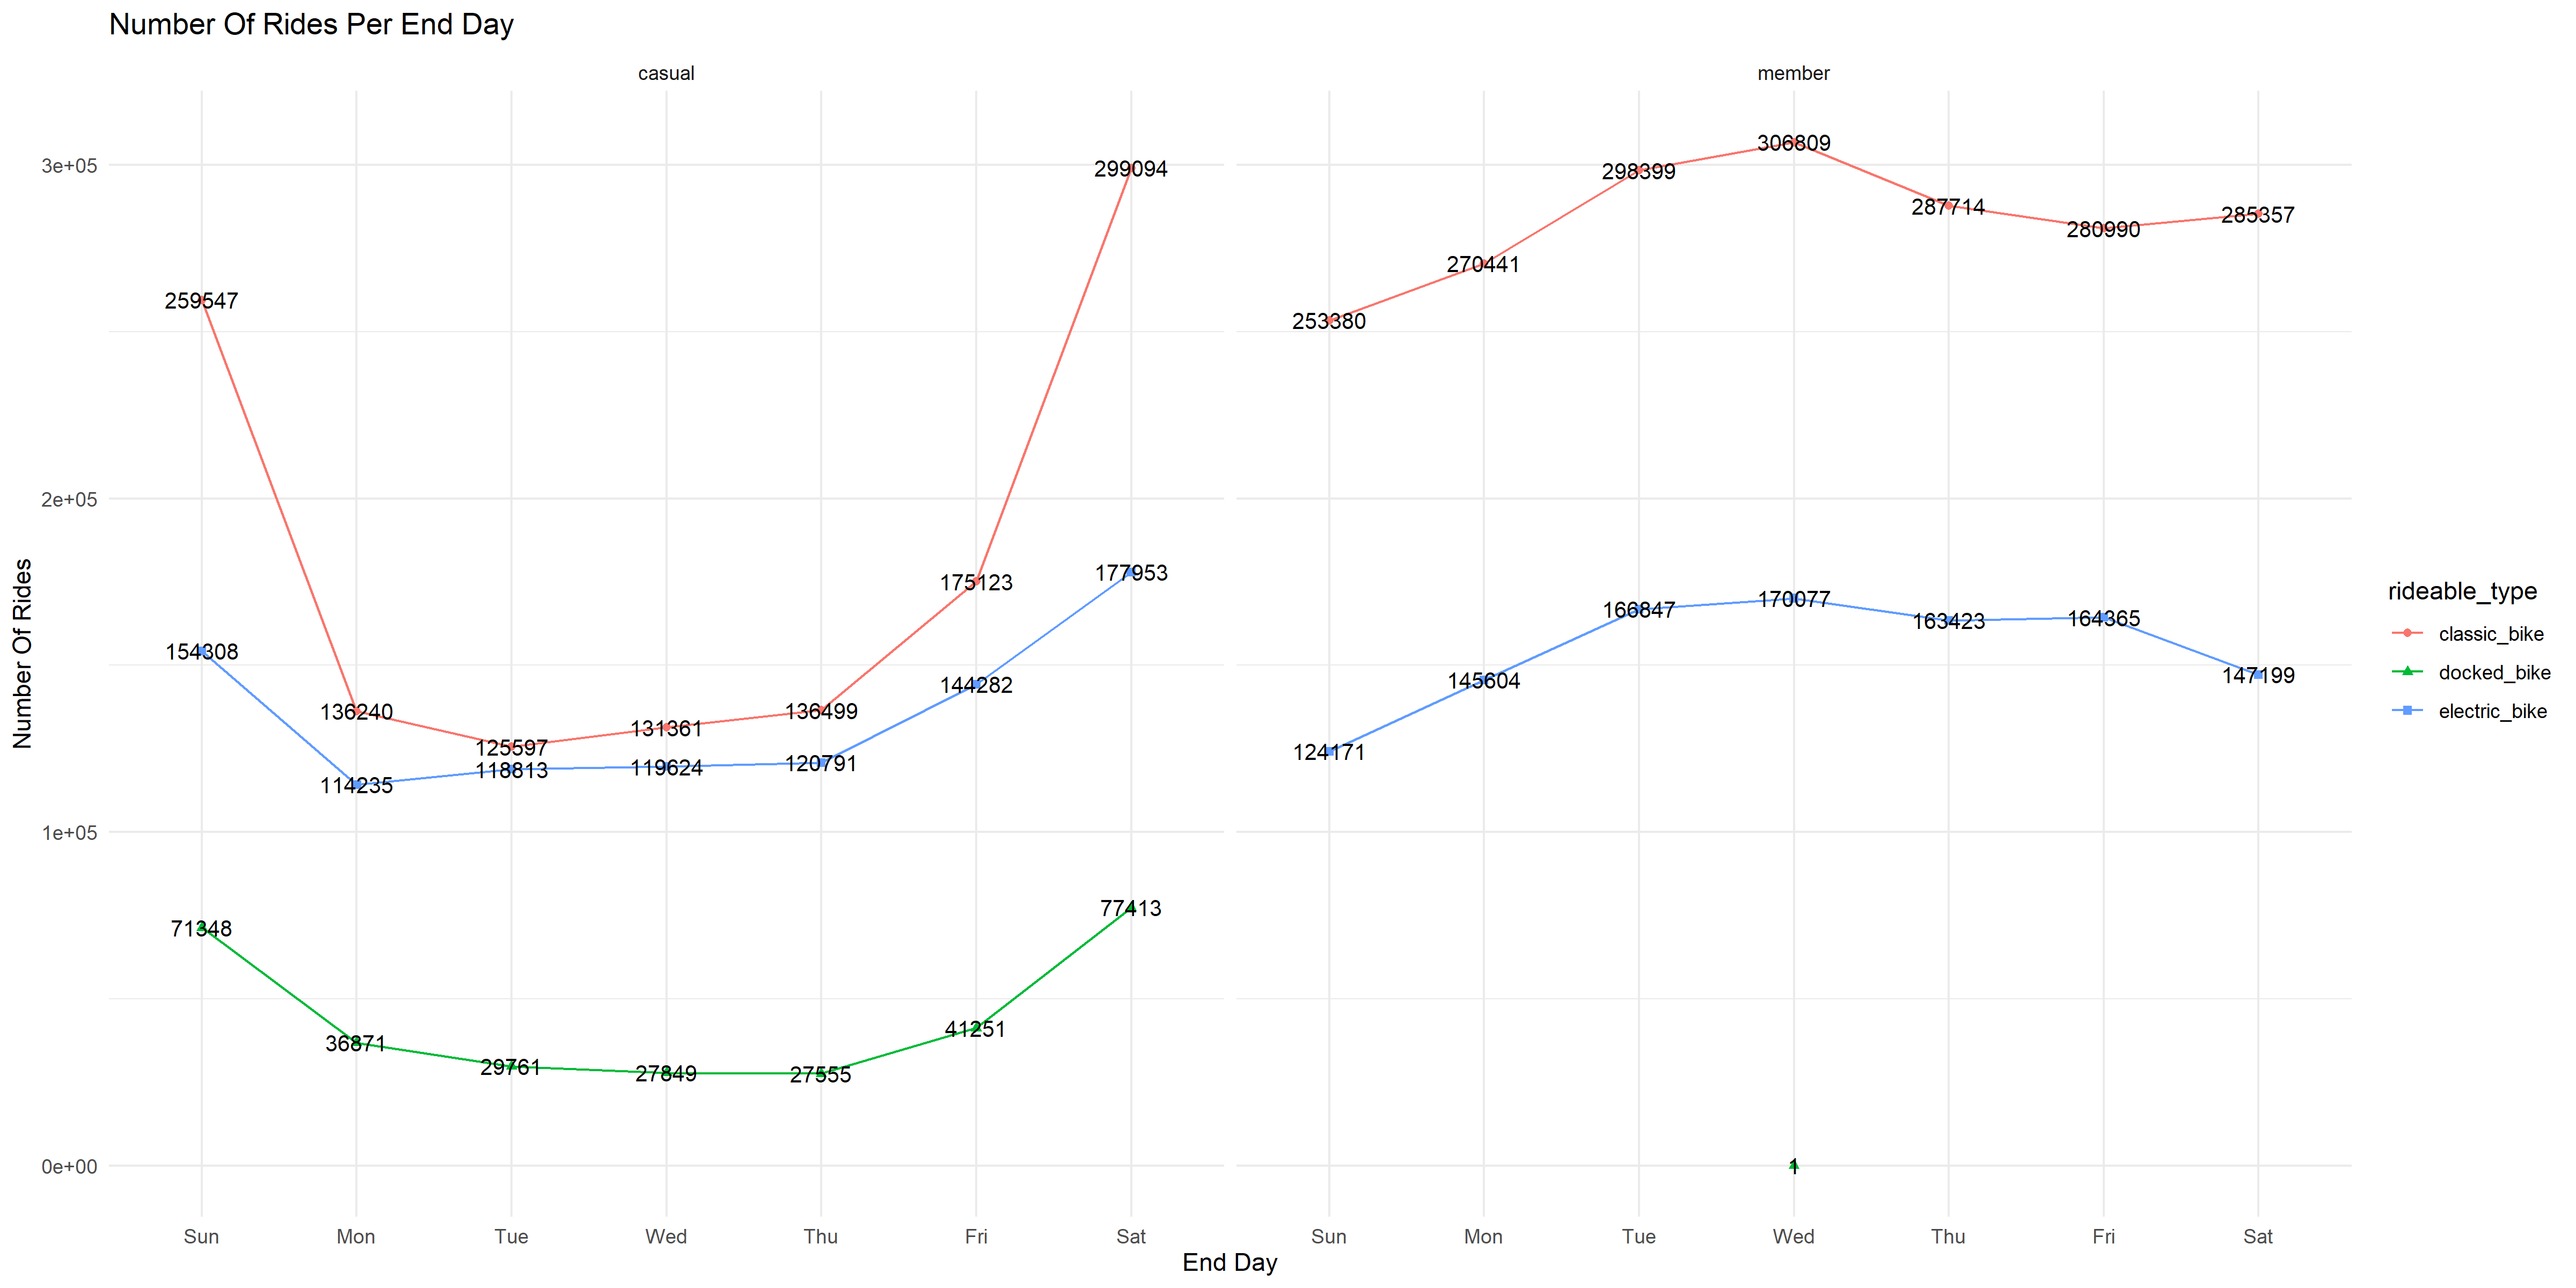 Number Of Rides Per End Day
casual
member
3e+05
2e+05
1e+05
0e+00
Number Of Rides
259547
136240
125597
131361
136499
175123
299094
154308
114235
118813
119624
120791
144282
177953
71348
36871
29761
27849
27555
41251
77413
253380
270441
298399
306809
287714
280990
285357
124171
145604
166847
170077
163423
164365
147199
1
Sun Mon Tue Wed Thu Fri Sat
Sun Mon Tue Wed Thu Fri Sat
End Day
rideable_type
classic_bike
docked_bike
electric_bike